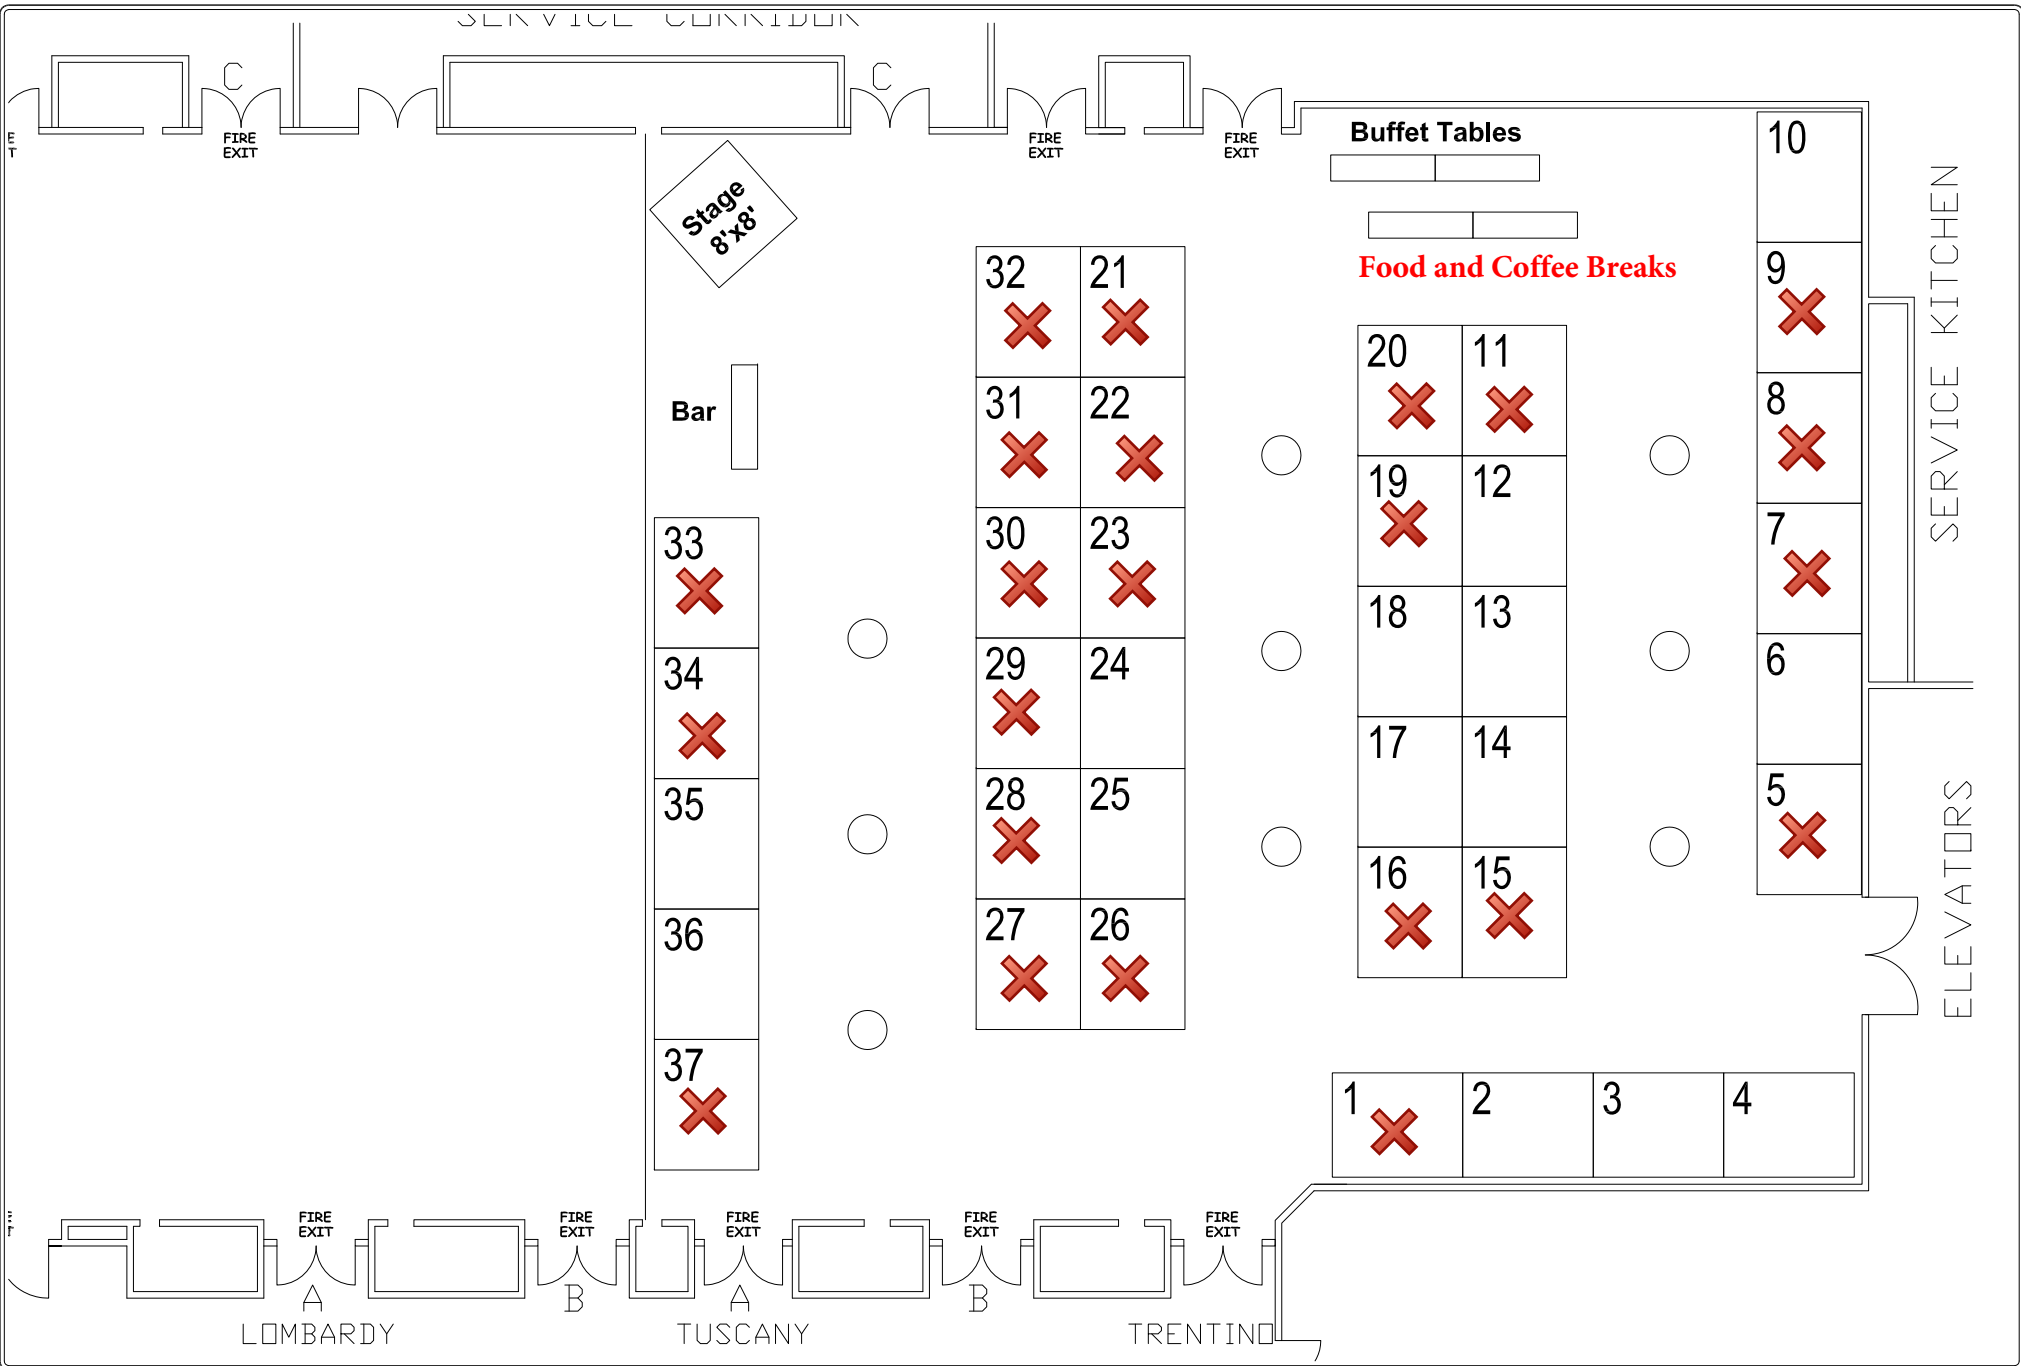 SERVICE CORRIDOR
C
C
FIRE
EXIT
FIRE
EXIT
FIRE
EXIT
Buffet Tables
Food and Coffee Breaks
Stage
8'x8'
Bar
10
9
8
7
6
5
SERVICE KITCHEN
ELEVATORS
32
21
31
22
30
23
29
24
28
25
27
26
20
11
19
12
18
13
17
14
16
15
33
34
35
36
37
1
2
3
4
FIRE
EXIT
FIRE
EXIT
FIRE
EXIT
FIRE
EXIT
FIRE
EXIT
A
B
A
B
LOMBARDY
TUSCANY
TRENTINO